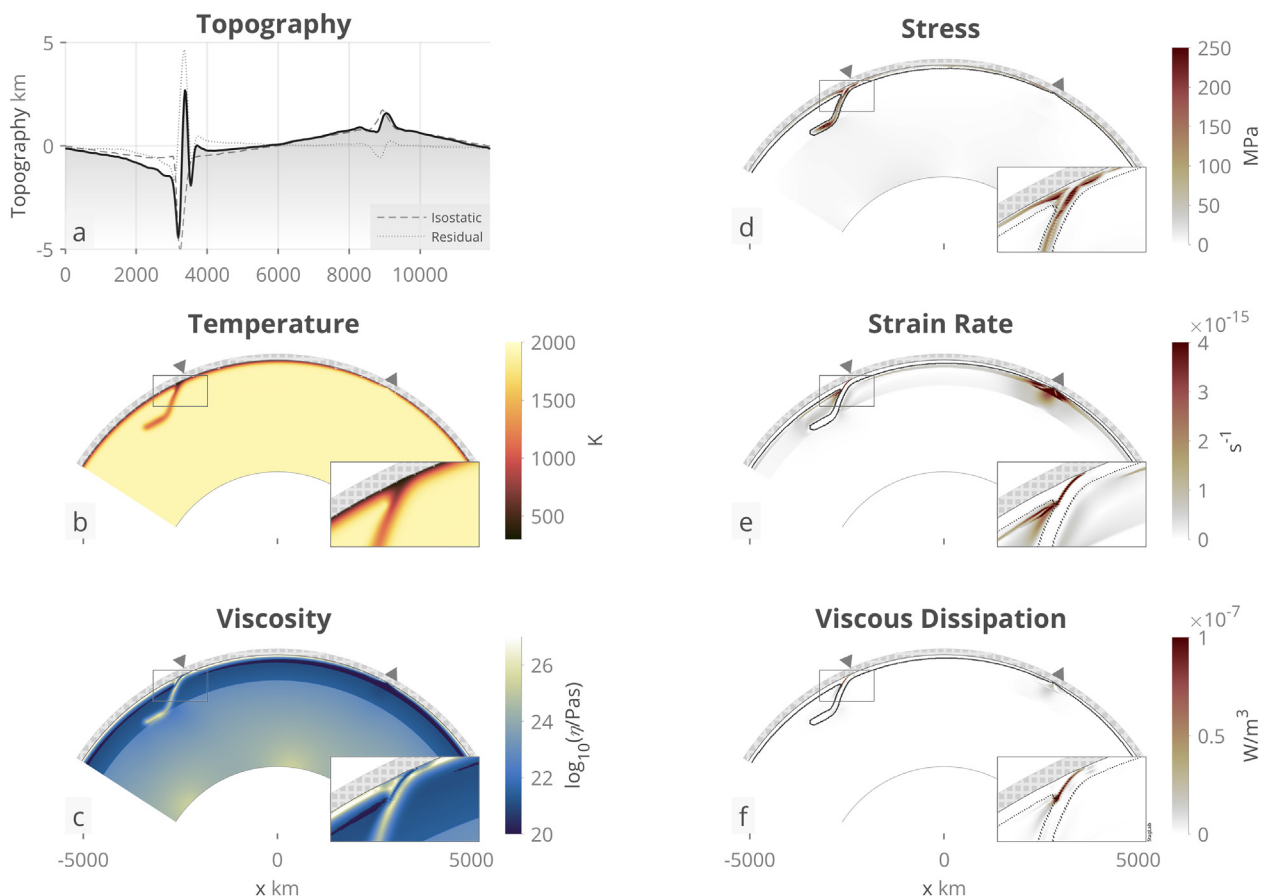 Topography
5
0
-5
Topography km
a
Isostatic
Residual
0 2000 4000 6000 8000 10000
Stress
250
200
150
100
50
0
MPa
d
Temperature
2000
1500
1000
500
K
b
Strain Rate
×10⁻¹⁵
4
3
2
1
0
s⁻¹
e
Viscosity
26
24
22
20
log₁₀(η/Pas)
c
-5000 0 5000
x km
Viscous Dissipation
×10⁻⁷
1
0.5
0
W/m³
f
-5000 0 5000
x km